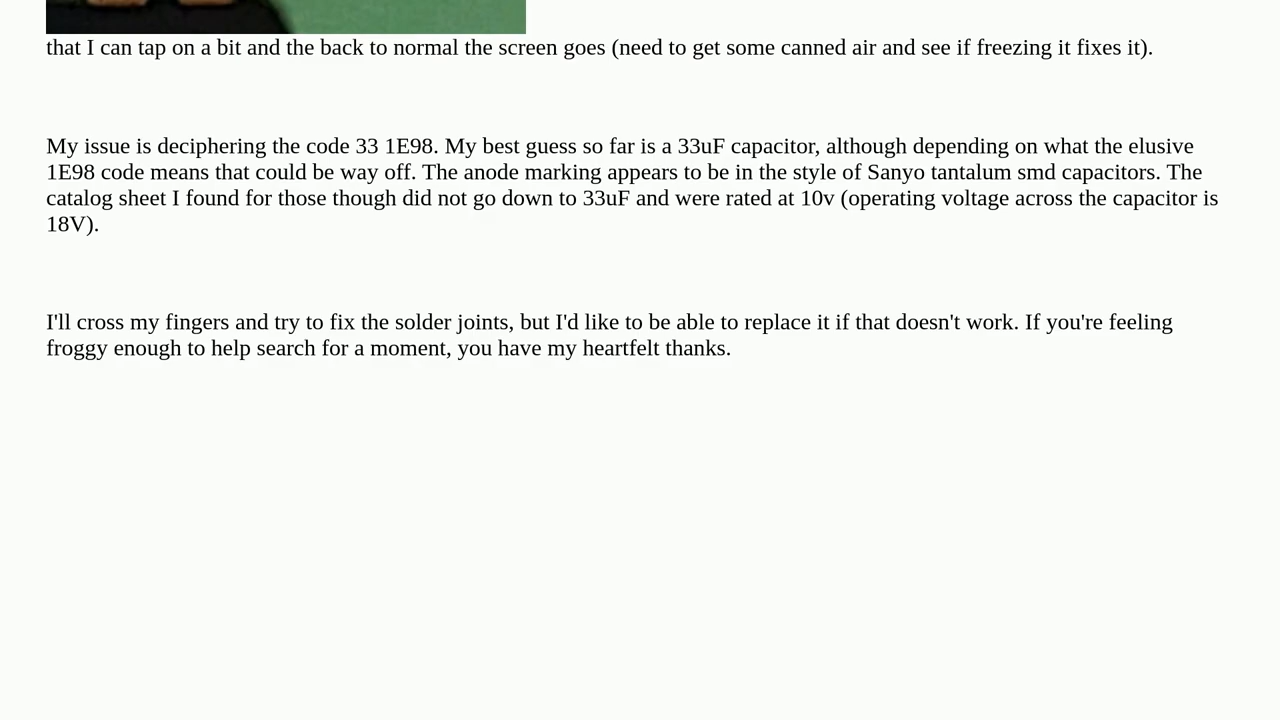 that I can tap on a bit and the back to normal the screen goes (need to get some canned air and see if freezing it fixes it).
My issue is deciphering the code 33 1E98. My best guess so far is a 33uF capacitor, although depending on what the elusive
1E98 code means that could be way off. The anode marking appears to be in the style of Sanyo tantalum smd capacitors. The
catalog sheet I found for those though did not go down to 33uF and were rated at 10v (operating voltage across the capacitor is
18V).
I'll cross my fingers and try to fix the solder joints, but I'd like to be able to replace it if that doesn't work. If you're feeling
froggy enough to help search for a moment, you have my heartfelt thanks.